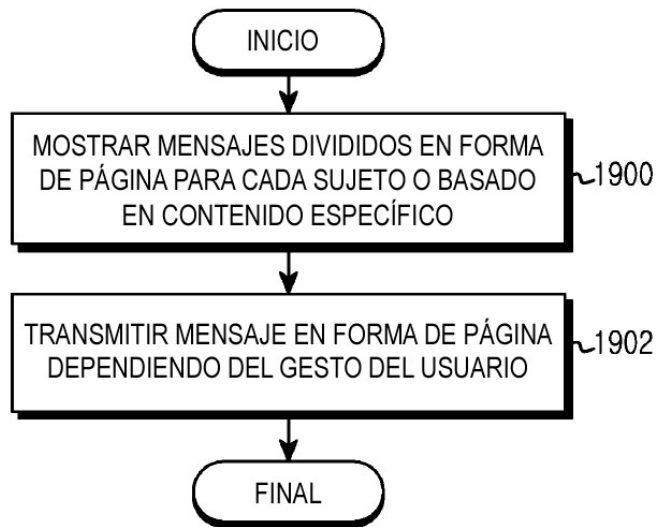 INICIO
MOSTRAR MENSAJES DIVIDIDOS EN FORMA
DE PÁGINA PARA CADA SUJETO O BASADO
EN CONTENIDO ESPECÍFICO
1900
TRANSMITIR MENSAJE EN FORMA DE PÁGINA
DEPENDIENDO DEL GESTO DEL USUARIO
1902
FINAL